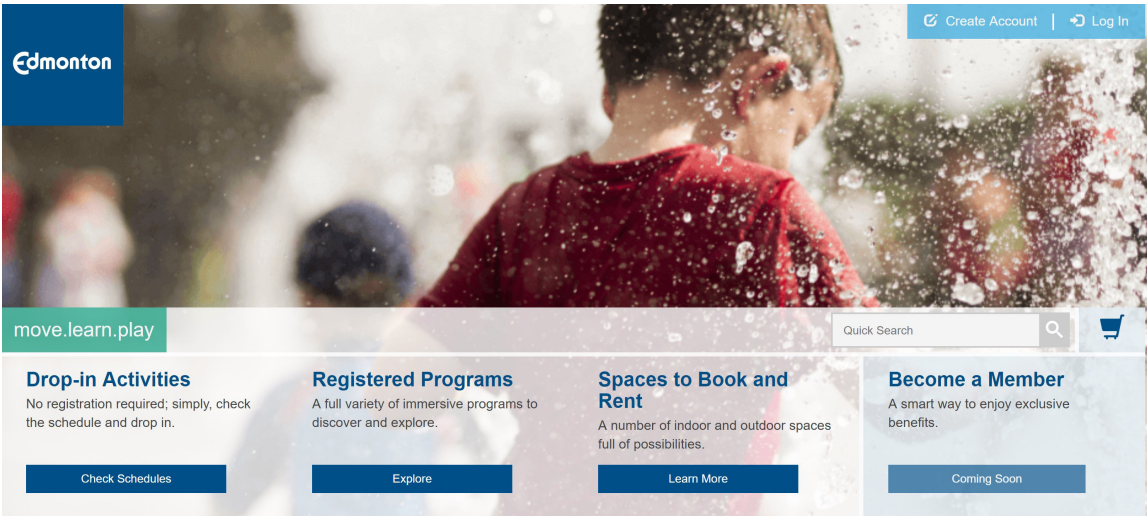 Edmonton
Create Account | Log In
move.learn.play
Quick Search
Drop-in Activities
No registration required; simply, check
the schedule and drop in.
Check Schedules
Registered Programs
A full variety of immersive programs to
discover and explore.
Explore
Spaces to Book and
Rent
A number of indoor and outdoor spaces
full of possibilities.
Learn More
Become a Member
A smart way to enjoy exclusive
benefits.
Coming Soon